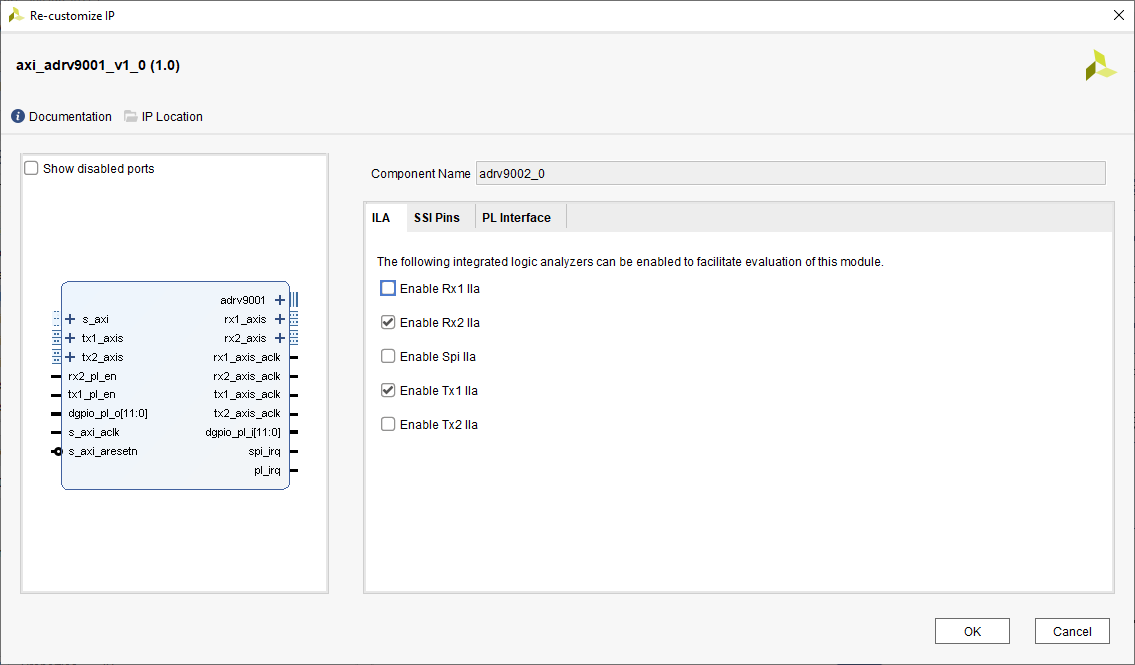 Re-customize IP
axi_adrv9001_v1_0 (1.0)
Documentation IP Location
Show disabled ports
s_axi
tx1_axis
tx2_axis
rx2_pl_en
tx1_pl_en
dgpio_pl_o[11:0]
s_axi_aclk
s_axi_aresetn
adrv9001
rx1_axis
rx2_axis
rx1_axis_aclk
rx2_axis_aclk
tx1_axis_aclk
tx2_axis_aclk
dgpio_pl_i[11:0]
spi_irq
pl_irq
Component Name adrv9002_0
ILA SSI Pins PL Interface
The following integrated logic analyzers can be enabled to facilitate evaluation of this module.
Enable Rx1 Ila
Enable Rx2 Ila
Enable Spi Ila
Enable Tx1 Ila
Enable Tx2 Ila
OK Cancel